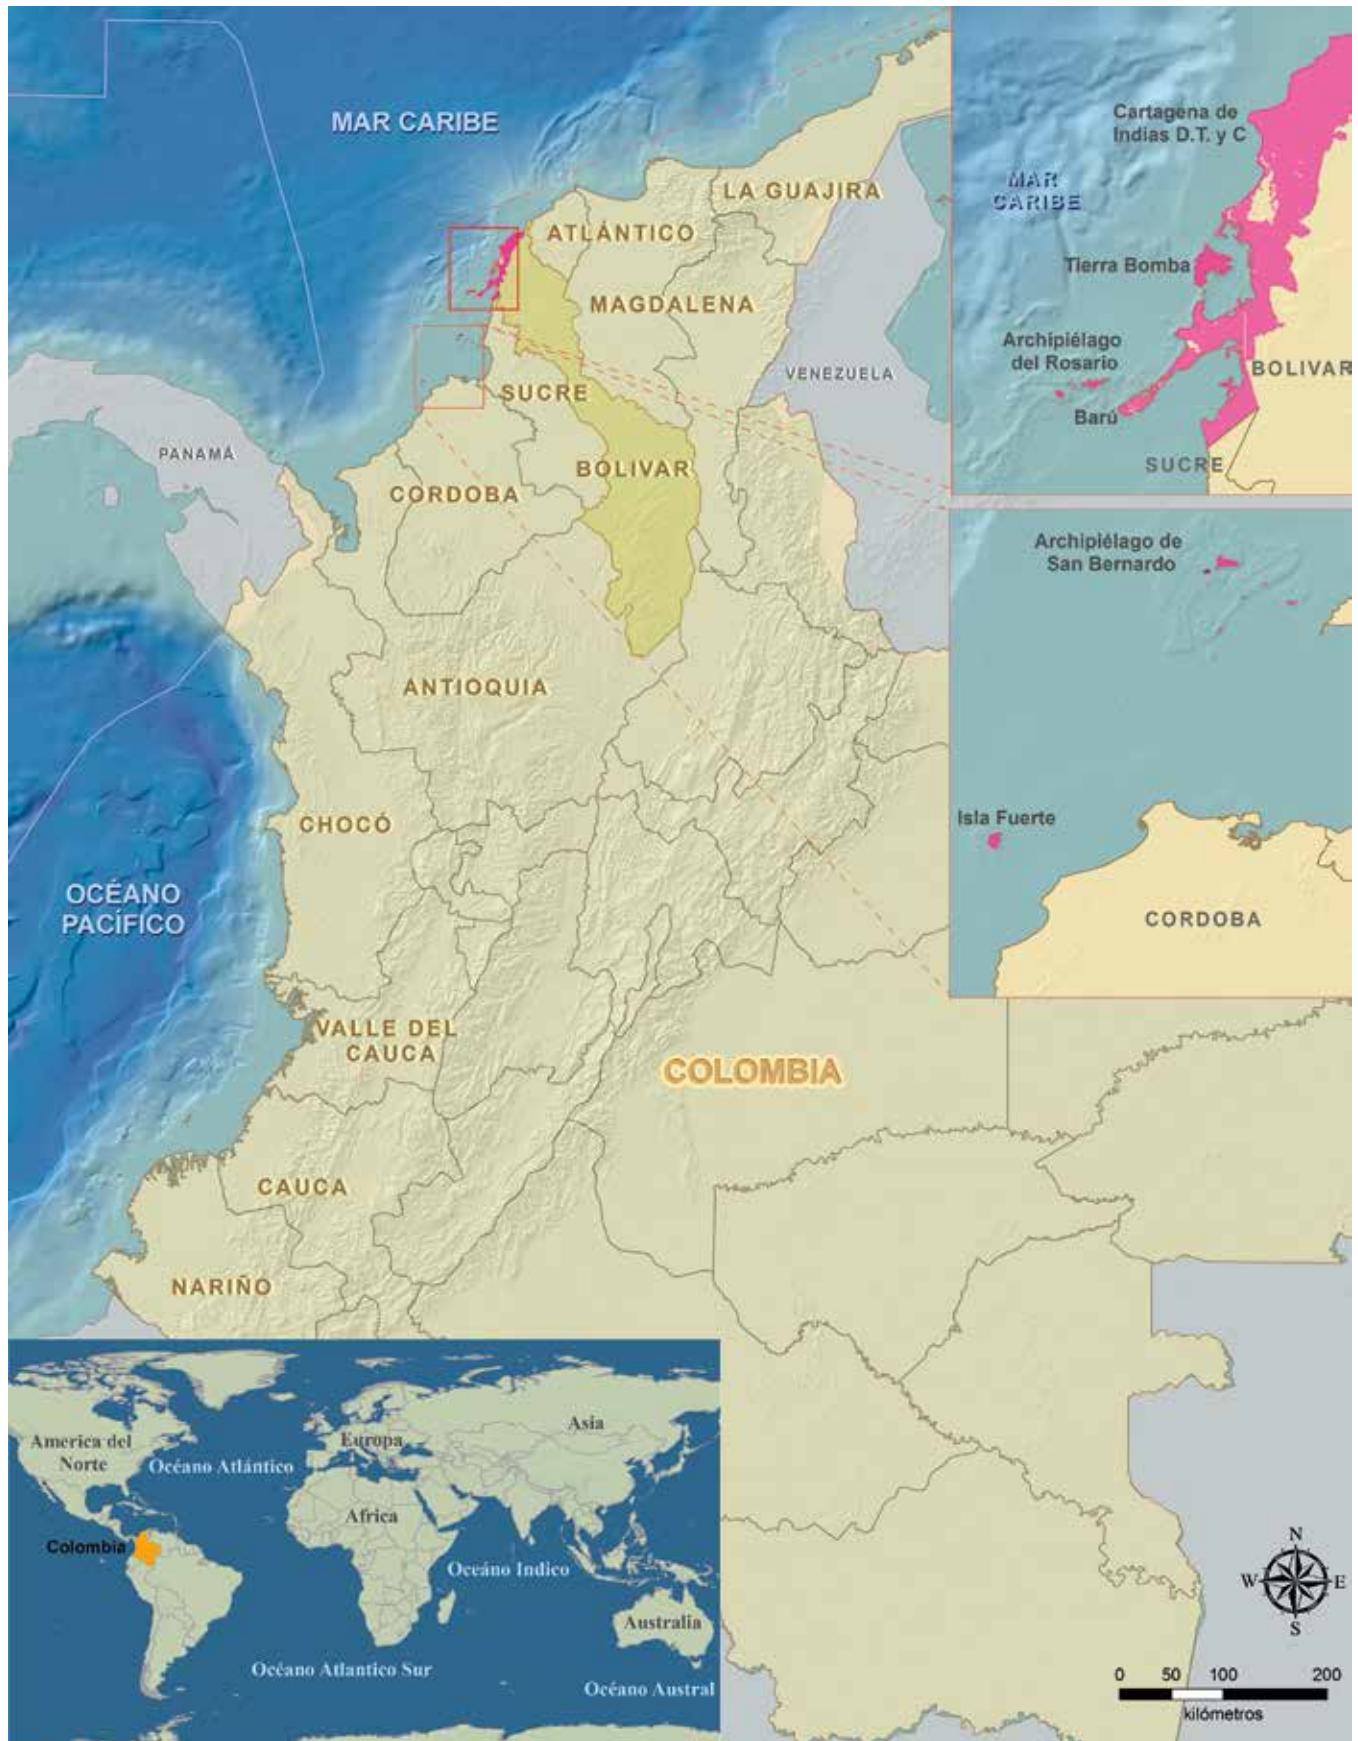 MAR CARIBE
LA GUAJIRA
ATLÁNTICO
MAGDALENA
VENEZUELA
SUCRE
PANAMÁ
BOLIVAR
CORDOBA
ANTIOQUIA
CHOCÓ
OCÉANO
PACÍFICO
VALLE DEL
CAUCA
COLOMBIA
CAUCA
NARIÑO
Cartagena de
Indias D.T. y C
MAR
CARIBE
Tierra Bomba
Archipiélago
del Rosario
BOLIVAR
Barú
SUCRE
Archipiélago de
San Bernardo
Isla Fuerte
CORDOBA
America del
Norte
Europa
Asia
Océano Atlántico
Africa
Colombia
Oceáno Indico
Australia
Océano Atlantico Sur
Océano Austral
N
W
E
S
0 50 100 200
kilómetros